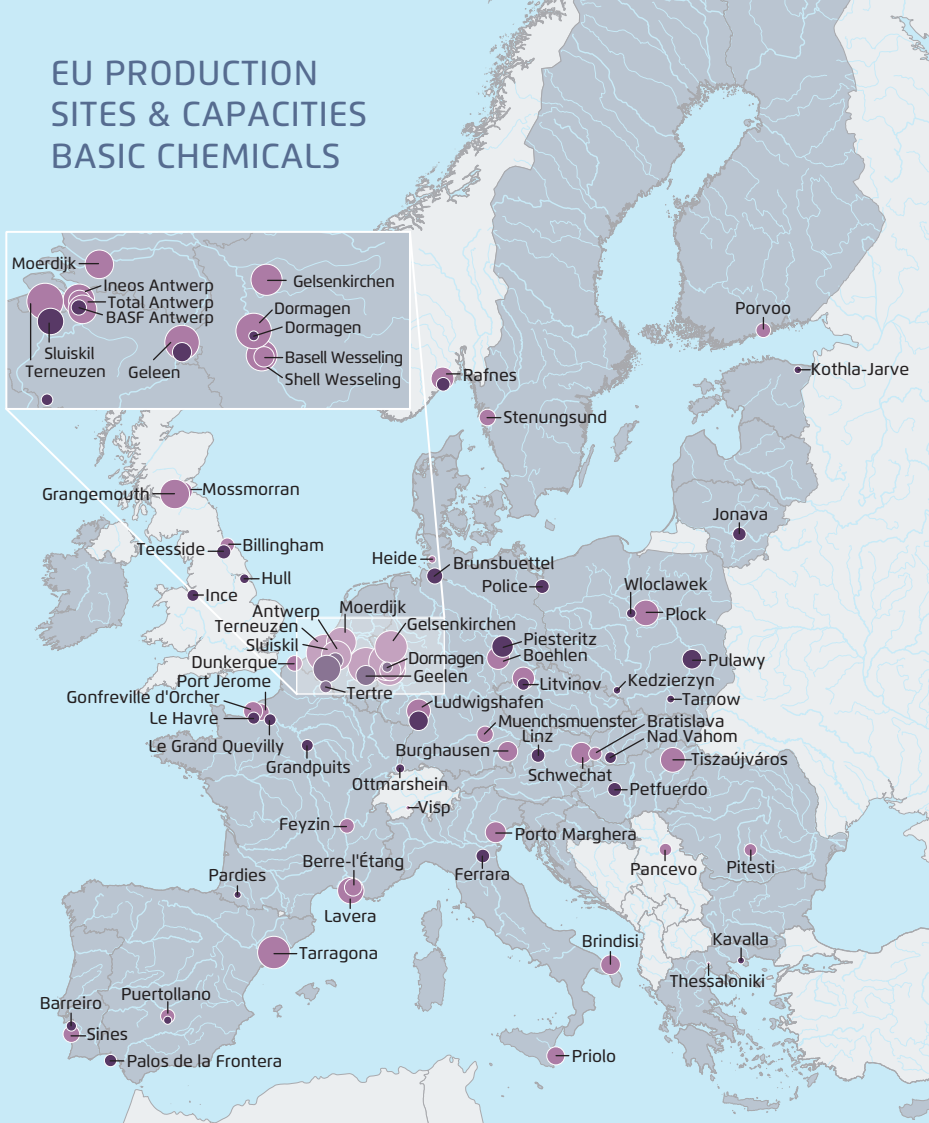 EU PRODUCTION
SITES & CAPACITIES
BASIC CHEMICALS
Moerdijk
Ineos Antwerp
Total Antwerp
BASF Antwerp
Sluiskil
Terneuzen
Geleen
Gelsenkirchen
Dormagen
Dormagen
Basell Wesseling
Shell Wesseling
Porvoo
Kothla-Jarve
Rafnes
Stenungsund
Grangemouth
Mossmorran
Jonava
Teesside
Billingham
Heide
Brunsbuettel
Hull
Police
Ince
Wloclawek
Plock
Antwerp
Moerdijk
Terneuzen
Gelsenkirchen
Sluiskil
Piesteritz
Boehlen
Dunkerque
Dormagen
Pulawy
Geelen
Port Jerome
Litvinov
Kedzierzyn
Gonfreville d'Orcher
Tertre
Tarnow
Ludwigshafen
Le Havre
Muenchsmuenster
Bratislava
Linz
Nad Vahom
Le Grand Quevilly
Burghausen
Tiszaújváros
Grandpuits
Schwechat
Ottmarshein
Petfuerdo
Visp
Feyzin
Porto Marghera
Berre-l'Étang
Pardies
Ferrara
Pancevo
Pitesti
Lavera
Tarragona
Brindisi
Kavalla
Thessaloniki
Puertollano
Barreiro
Sines
Palos de la Frontera
Priolo